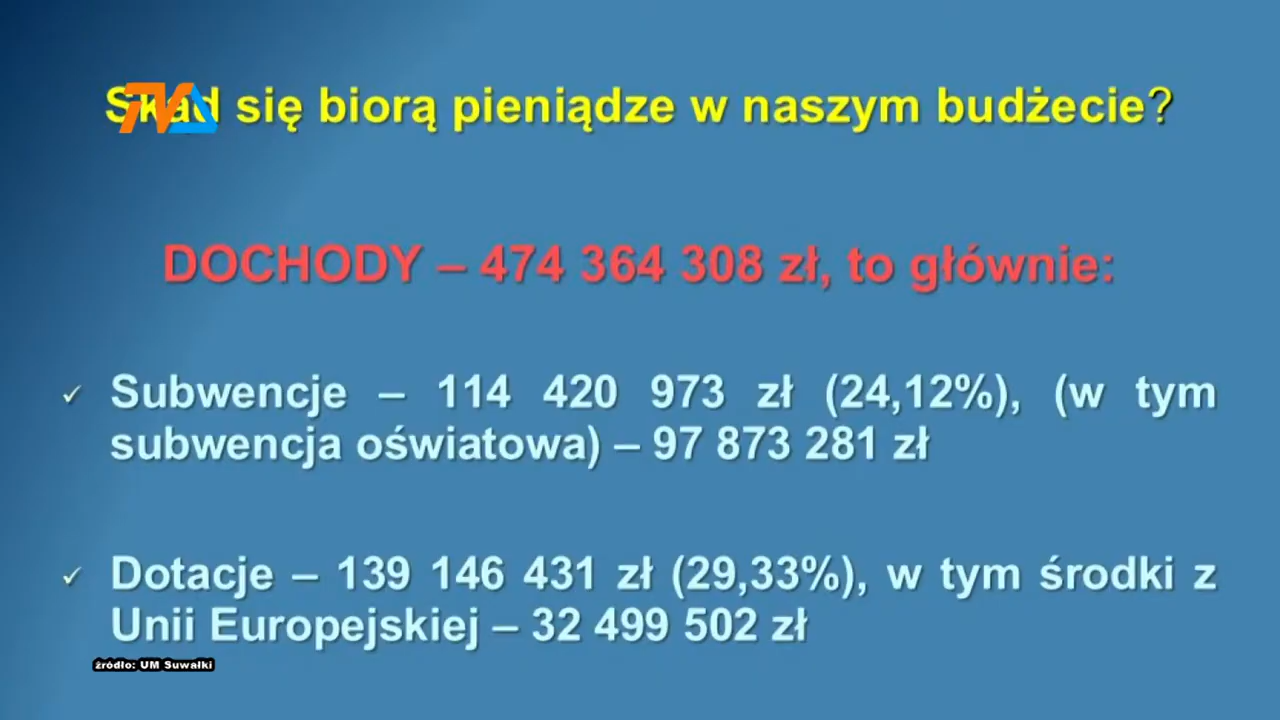 Skąd się biorą pieniądze w naszym budżecie?
TVA
DOCHODY – 474 364 308 zł, to głównie:
✓ Subwencje – 114 420 973 zł (24,12%), (w tym
subwencja oświatowa) – 97 873 281 zł
✓ Dotacje – 139 146 431 zł (29,33%), w tym środki z
Unii Europejskiej – 32 499 502 zł
źródło: UM Suwałki